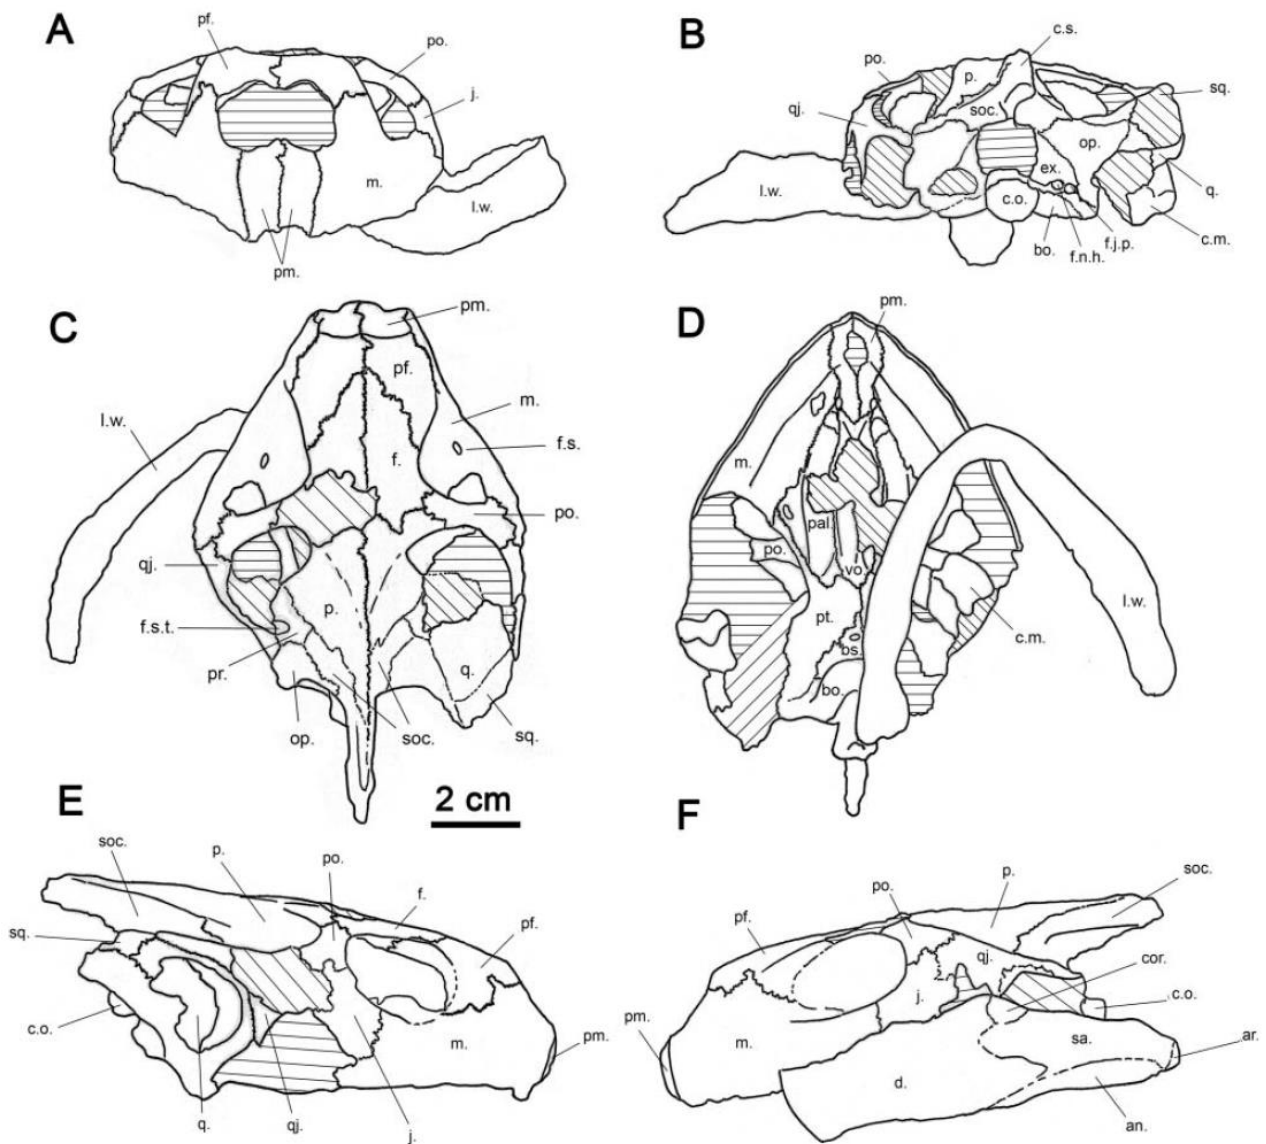 A
pf.
po.
j.
m.
l.w.
pm.
B
c.s.
po.
p.
sq.
qj.
soc.
op.
ex.
l.w.
c.o.
q.
bo.
f.n.h.
f.j.p.
c.m.
C
pm.
pf.
m.
l.w.
f.s.
f.
po.
qj.
p.
f.s.t.
pr.
q.
op.
soc.
sq.
D
pm.
m.
pal.
po.
vo.
l.w.
pt.
c.m.
bs.
bo.
2 cm
E
soc.
p.
po.
f.
pf.
sq.
c.o.
m.
pm.
q.
qj.
j.
F
p.
soc.
po.
pf.
qj.
cor.
j.
c.o.
pm.
m.
sa.
ar.
d.
an.